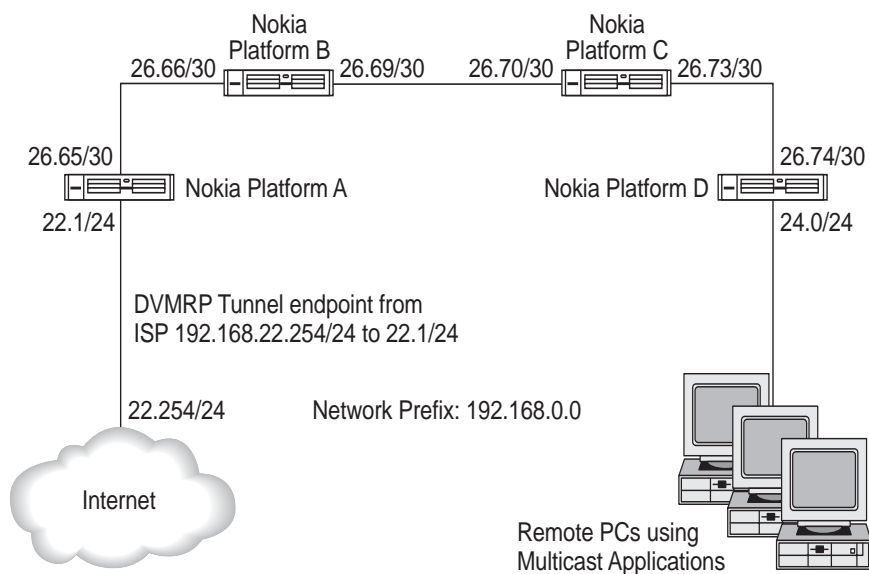 Nokia
Platform B
Nokia
Platform C
26.66/30
26.69/30
26.70/30
26.73/30
26.65/30
26.74/30
Nokia Platform A
Nokia Platform D
22.1/24
24.0/24
DVMRP Tunnel endpoint from
ISP 192.168.22.254/24 to 22.1/24
22.254/24
Network Prefix: 192.168.0.0
Internet
Remote PCs using
Multicast Applications